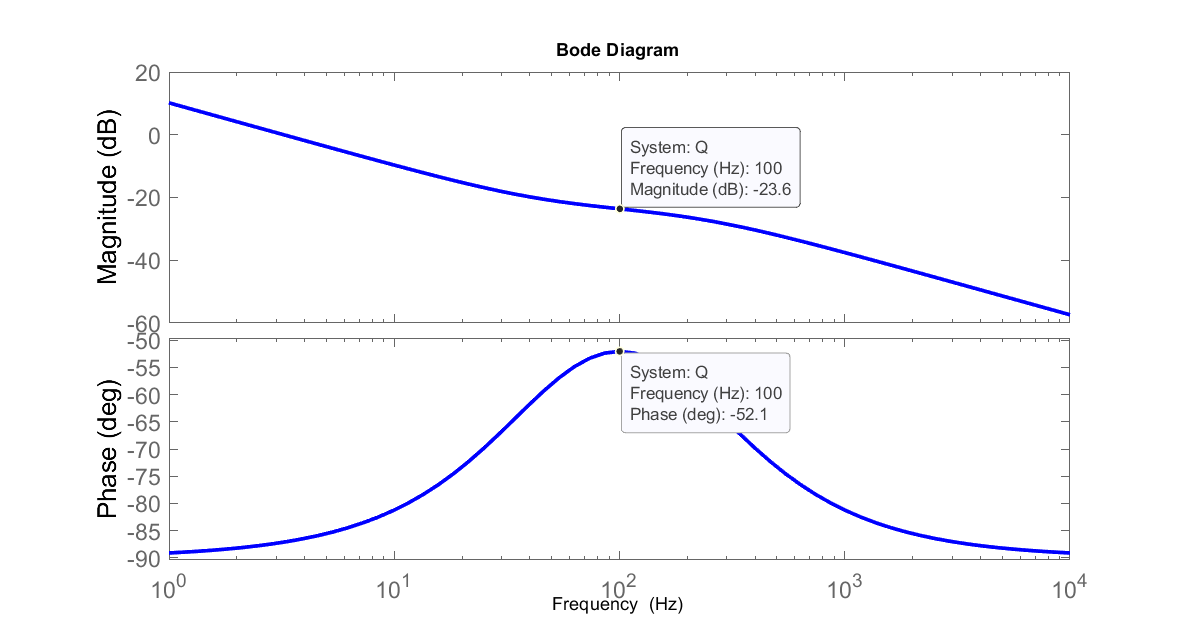 Bode Diagram
20
0
-20
-40
-60
Magnitude (dB)
System: Q
Frequency (Hz): 100
Magnitude (dB): -23.6
-50
-55
-60
-65
-70
-75
-80
-85
-90
Phase (deg)
System: Q
Frequency (Hz): 100
Phase (deg): -52.1
10^0 10^1 10^2 10^3 10^4
Frequency (Hz)